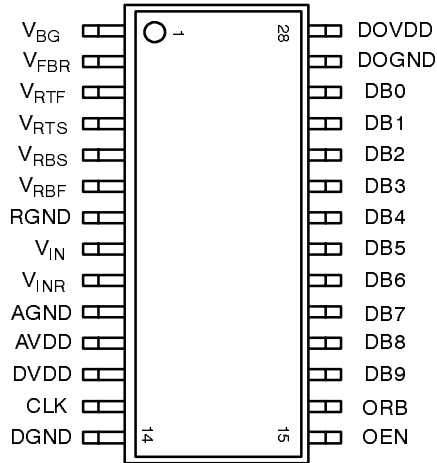 VBG 1 28 DOVDD
VFBR DOGND
VRTF DB0
VRTS DB1
VRBS DB2
VRBF DB3
RGND DB4
VIN DB5
VINR DB6
AGND DB7
AVDD DB8
DVDD DB9
CLK ORB
DGND 14 15 OEN